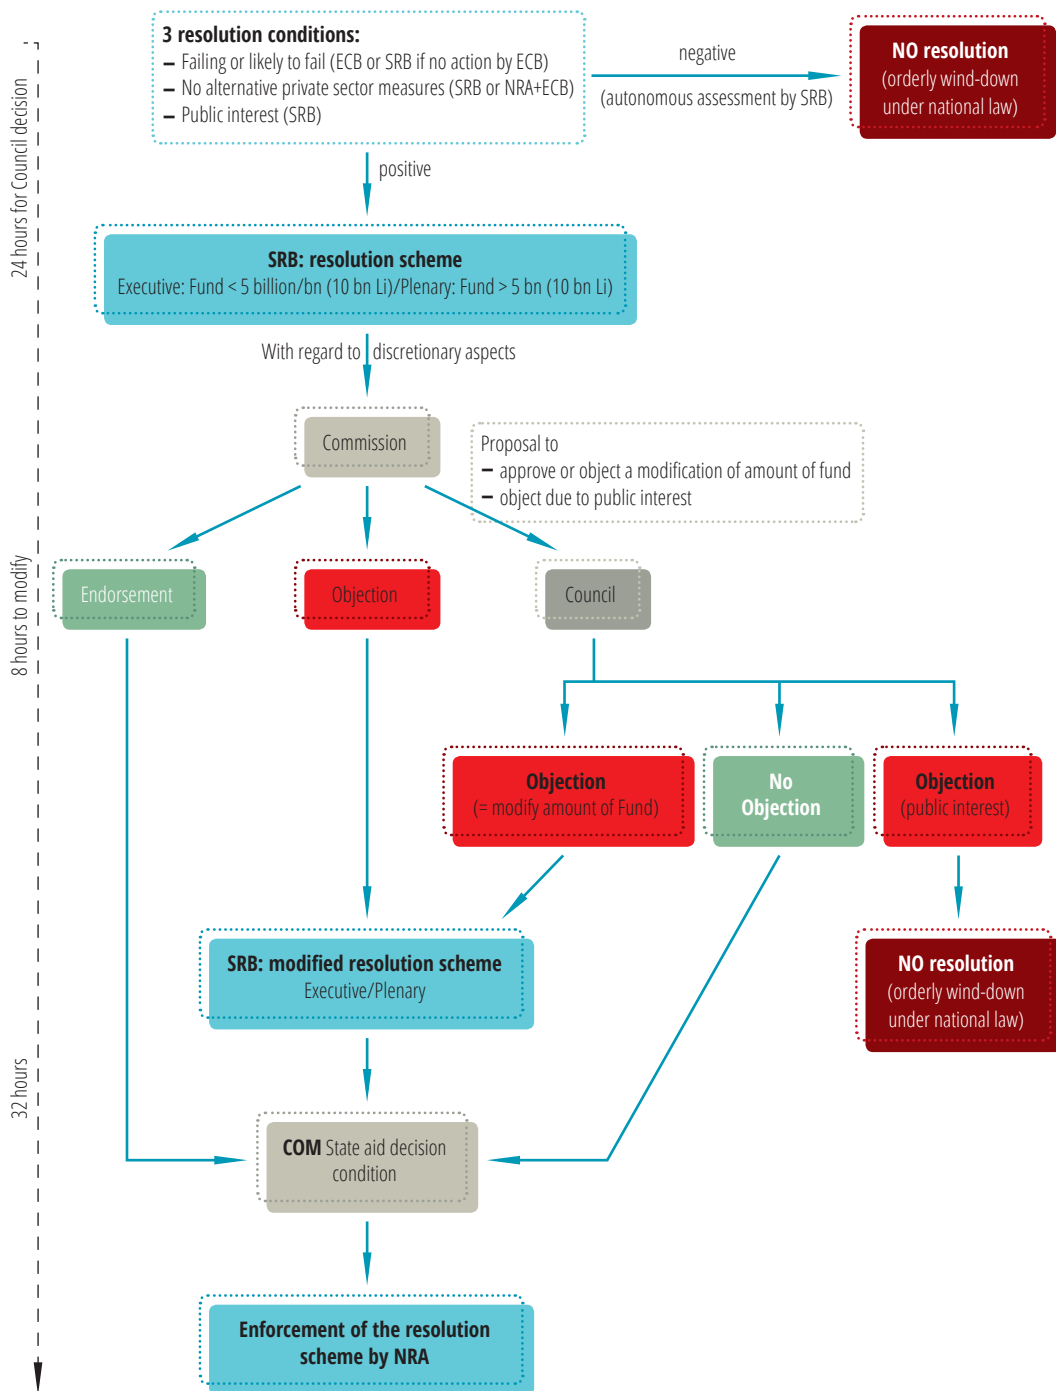 3 resolution conditions:
– Failing or likely to fail (ECB or SRB if no action by ECB)
– No alternative private sector measures (SRB or NRA+ECB)
– Public interest (SRB)
negative
(autonomous assessment by SRB)
NO resolution
(orderly wind-down
under national law)
24 hours for Council decision
positive
SRB: resolution scheme
Executive: Fund < 5 billion/bn (10 bn Li)/Plenary: Fund > 5 bn (10 bn Li)
With regard to discretionary aspects
Commission
Proposal to
– approve or object a modification of amount of fund
– object due to public interest
8 hours to modify
Endorsement
Objection
Council
Objection
(= modify amount of Fund)
No
Objection
Objection
(public interest)
SRB: modified resolution scheme
Executive/Plenary
NO resolution
(orderly wind-down
under national law)
32 hours
COM State aid decision
condition
Enforcement of the resolution
scheme by NRA